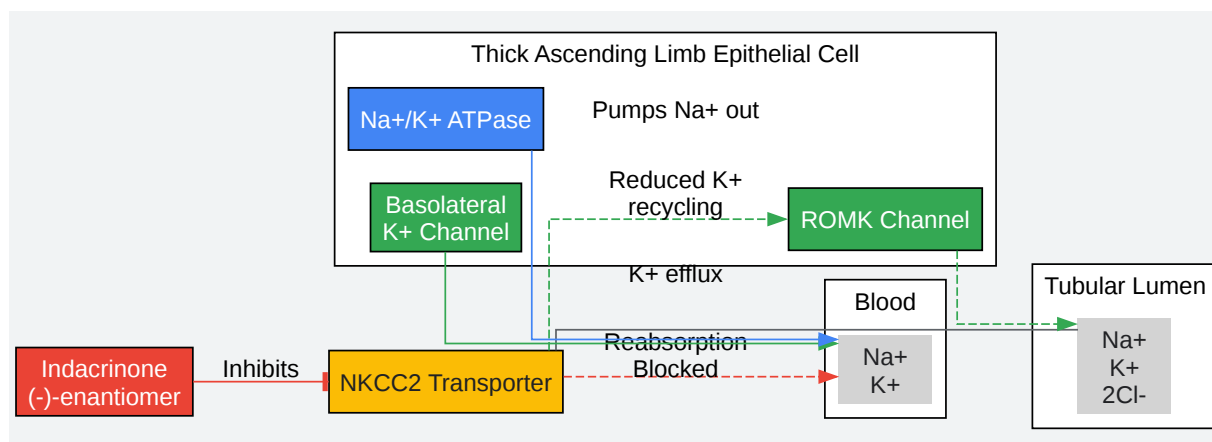 Thick Ascending Limb Epithelial Cell
Na+/K+ ATPase
Pumps Na+ out
Basolateral
K+ Channel
Reduced K+
recycling
ROMK Channel
K+ efflux
Blood
Tubular Lumen
Indacrinone
(-)-enantiomer
Inhibits
NKCC2 Transporter
Reabsorption
Blocked
Na+
K+
Na+
K+
2Cl-